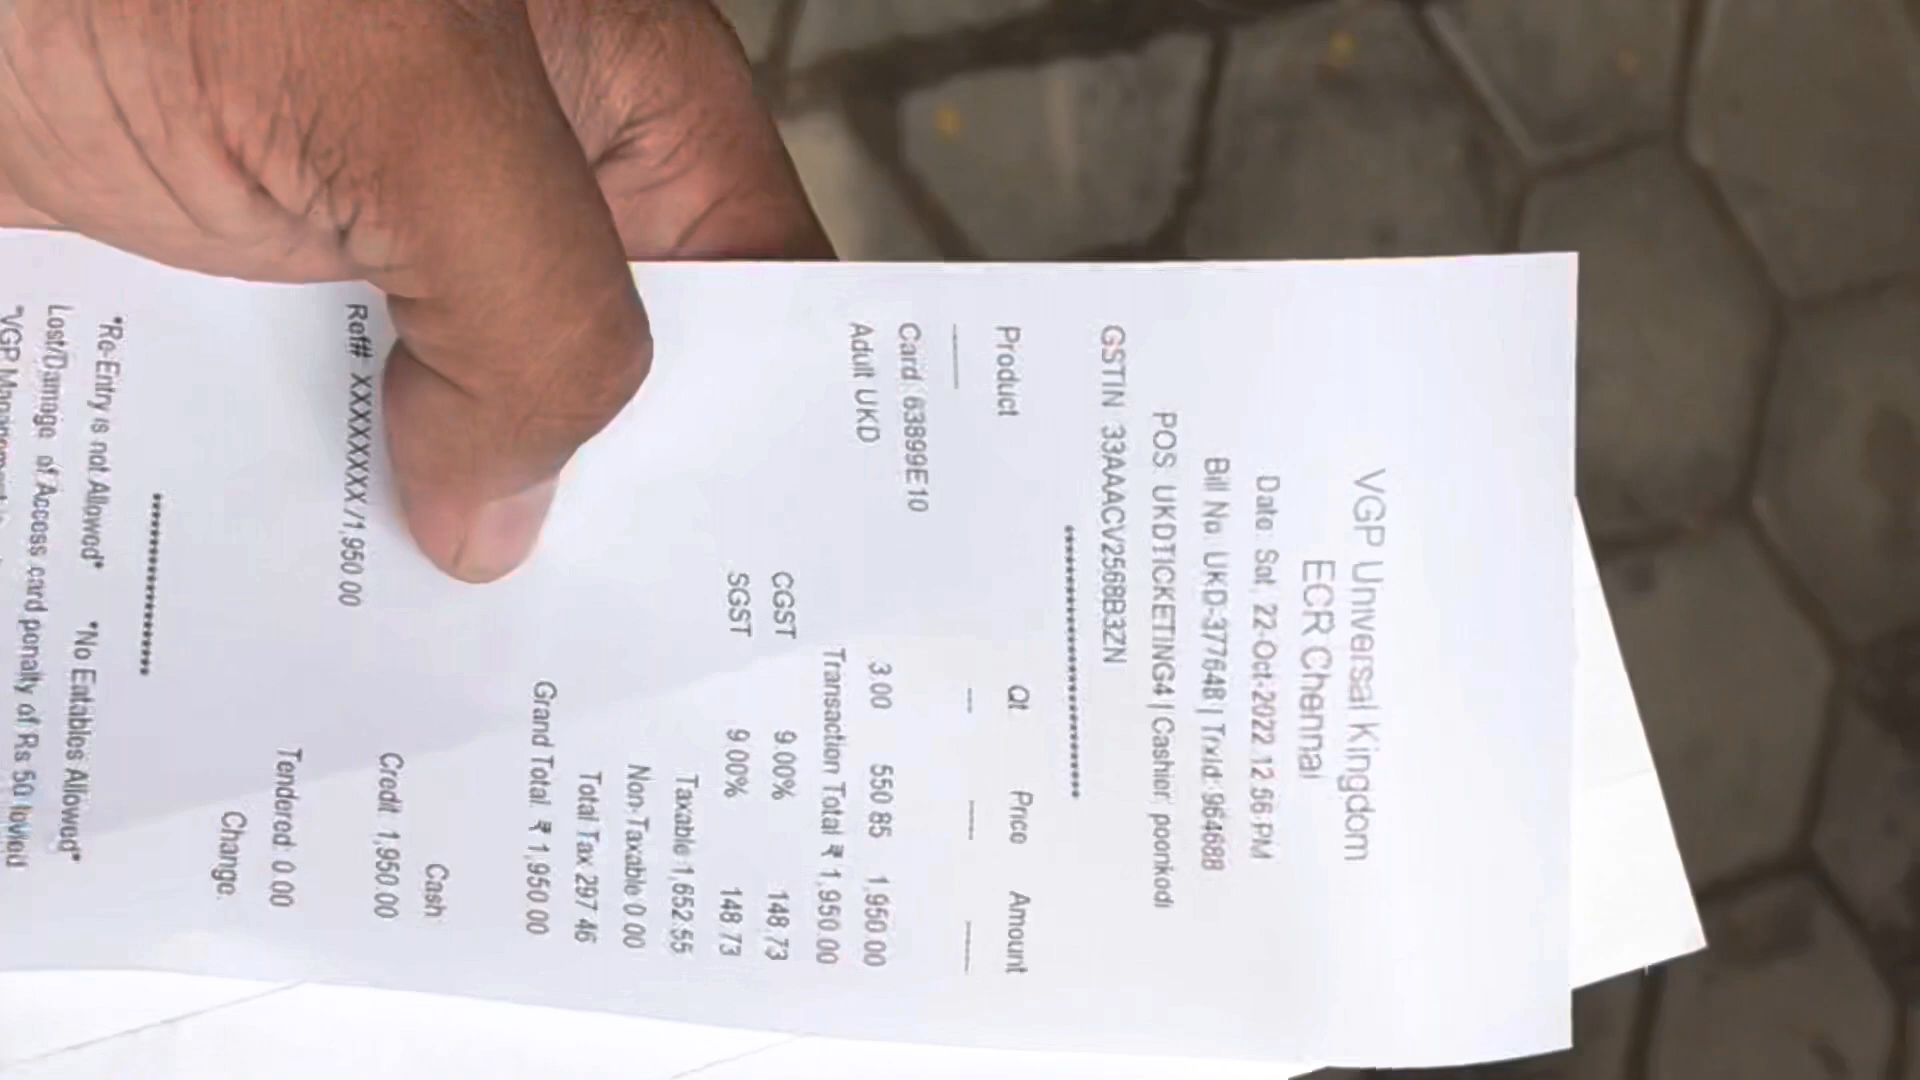 VGP Universal Kingdom
ECR Chennai
Date: Sat, 22-Oct-2022 12:56 PM
Bill No: UKD-377648 | Trxid: 964688
POS: UKDTICKETING4 | Cashier: poonkodi
GSTIN 33AAACV2568B3ZN
********************
Product Qt Price Amount
Card: 63899E10
Adult UKD 3.00 550.85 1,950.00
Transaction Total ₹ 1,950.00
CGST 9.00% 148.73
SGST 9.00% 148.73
Taxable 1,652.55
Non-Taxable 0.00
Total Tax 297.46
Grand Total: ₹ 1,950.00
Cash:
Credit: 1,950.00
Ref# XXXXXXXX/1,950.00
Tendered: 0.00
Change:
********************
*Re-Entry is not Allowed* *No Eatables Allowed*
Lost/Damage of Access card penalty of Rs 50 levied
*VGP